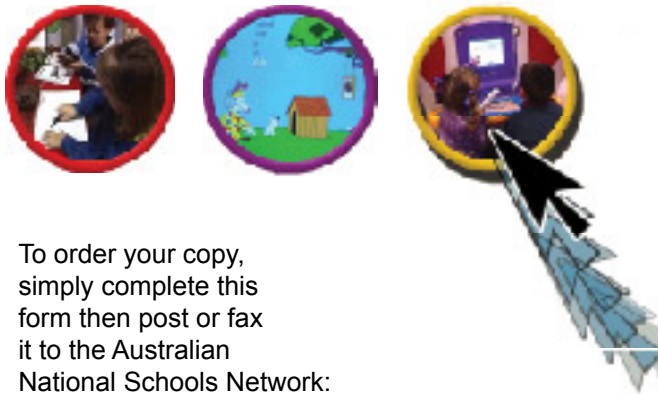 To order your copy,
simply complete this
form then post or fax
it to the Australian
National Schools Network: